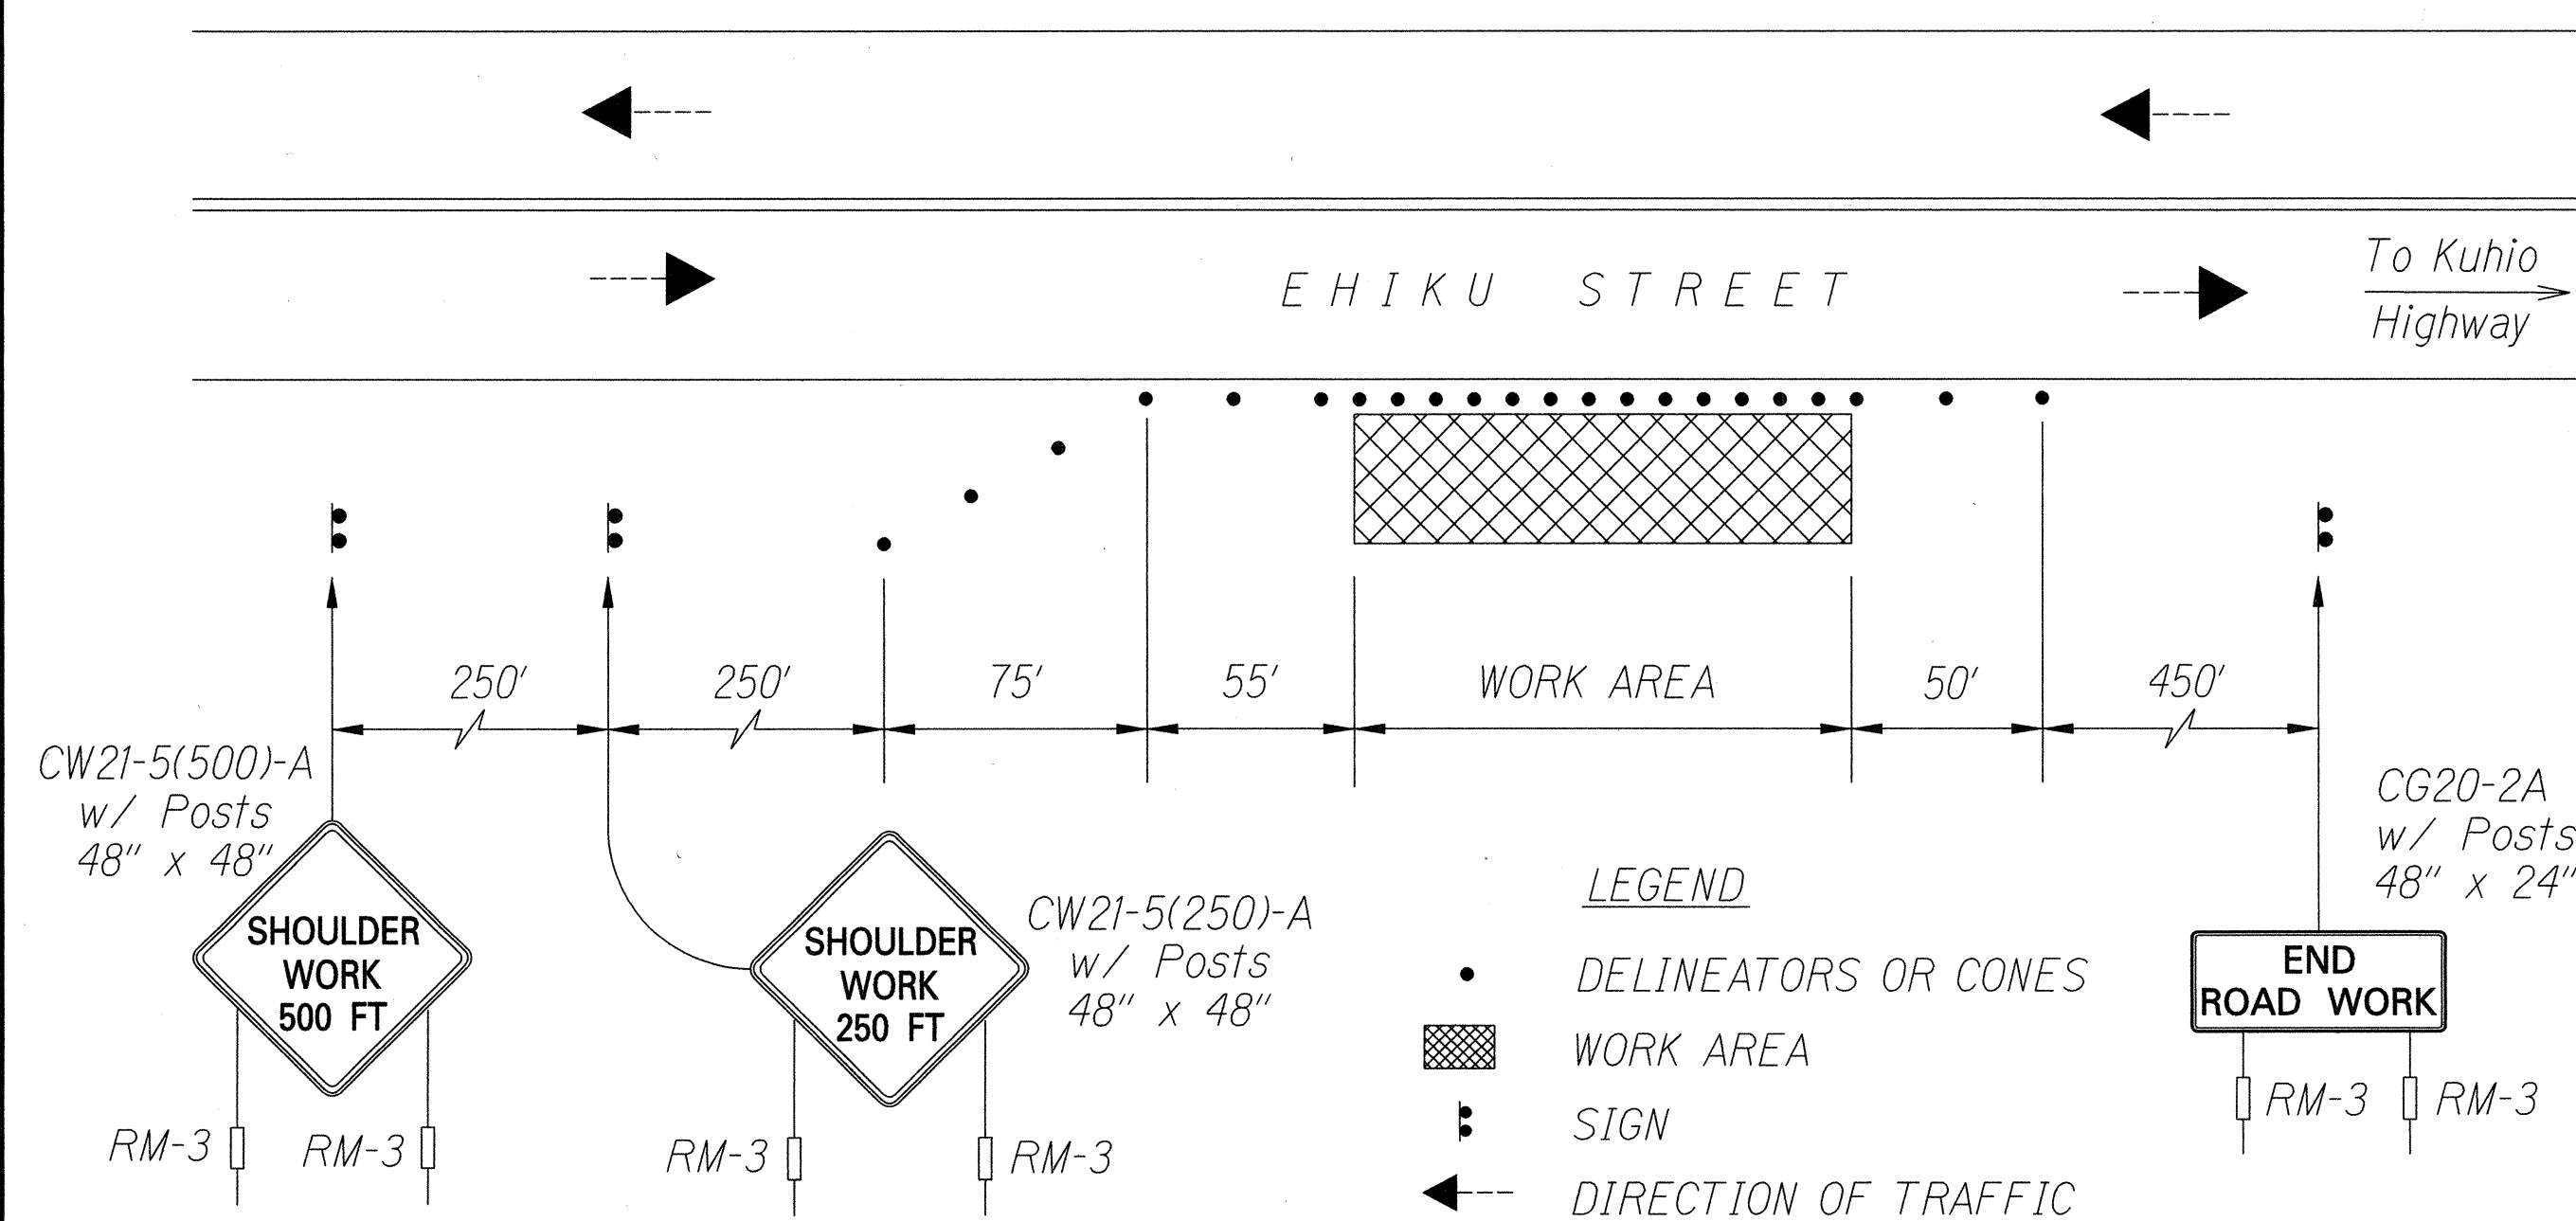 EHIKU STREET
To Kuhio
Highway
250'
250'
75'
55'
WORK AREA
50'
450'
CW21-5(500)-A
w/ Posts
48" x 48"
SHOULDER
WORK
500 FT
RM-3
RM-3
SHOULDER
WORK
250 FT
CW21-5(250)-A
w/ Posts
48" x 48"
RM-3
RM-3
LEGEND
DELINEATORS OR CONES
WORK AREA
SIGN
DIRECTION OF TRAFFIC
CG20-2A
w/ Posts
48" x 24"
END
ROAD WORK
RM-3
RM-3